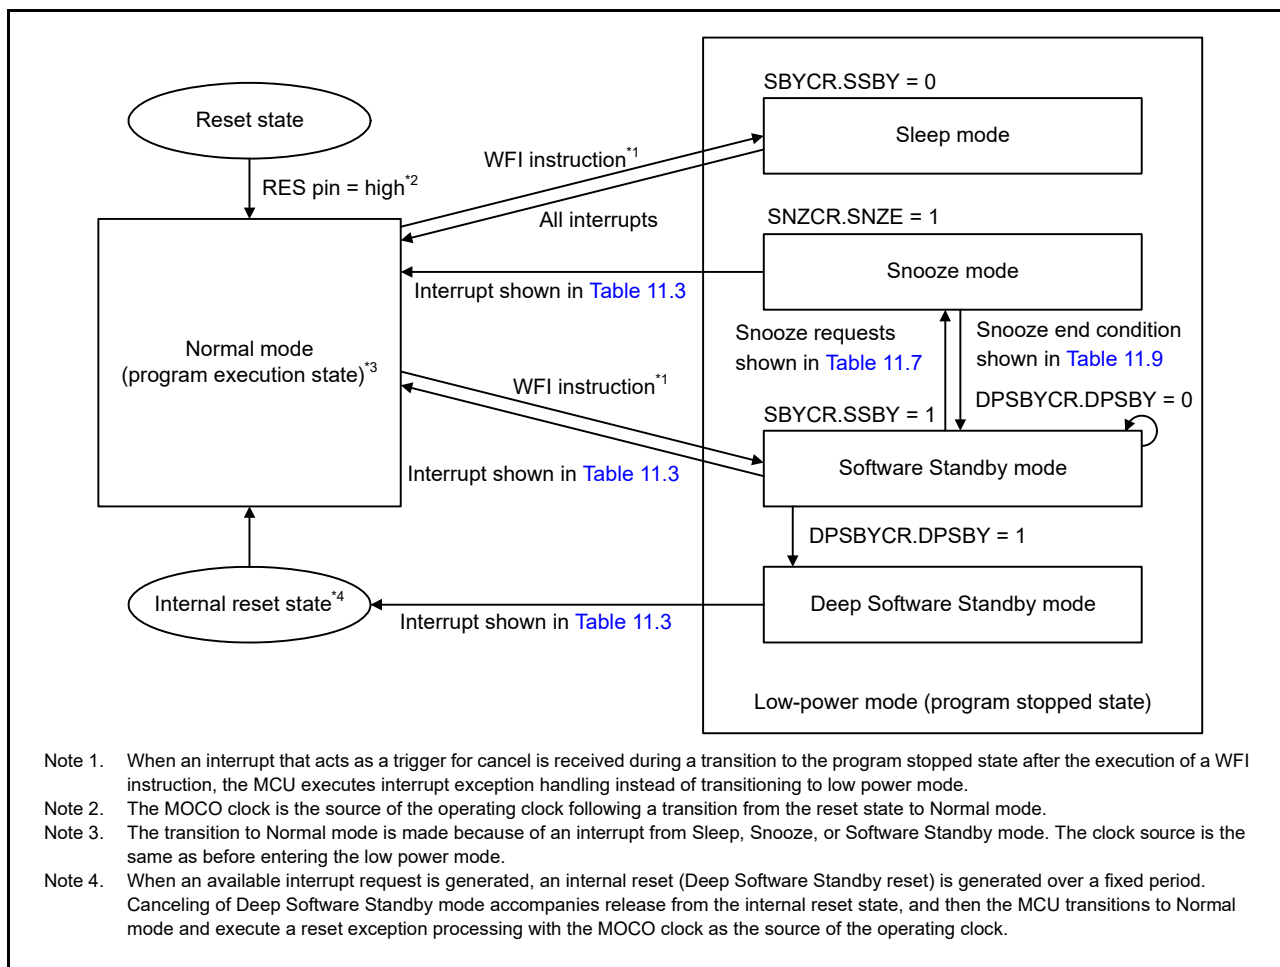 SBYCR.SSBY = 0
Reset state
Sleep mode
WFI instruction*1
RES pin = high*2
All interrupts
SNZCR.SNZE = 1
Snooze mode
Interrupt shown in Table 11.3
Snooze requests
shown in Table 11.7
Snooze end condition
shown in Table 11.9
Normal mode
(program execution state)*3
WFI instruction*1
DPSBYCR.DPSBY = 0
SBYCR.SSBY = 1
Software Standby mode
Interrupt shown in Table 11.3
DPSBYCR.DPSBY = 1
Internal reset state*4
Deep Software Standby mode
Interrupt shown in Table 11.3
Low-power mode (program stopped state)
Note 1. When an interrupt that acts as a trigger for cancel is received during a transition to the program stopped state after the execution of a WFI
instruction, the MCU executes interrupt exception handling instead of transitioning to low power mode.
Note 2. The MOCO clock is the source of the operating clock following a transition from the reset state to Normal mode.
Note 3. The transition to Normal mode is made because of an interrupt from Sleep, Snooze, or Software Standby mode. The clock source is the
same as before entering the low power mode.
Note 4. When an available interrupt request is generated, an internal reset (Deep Software Standby reset) is generated over a fixed period.
Canceling of Deep Software Standby mode accompanies release from the internal reset state, and then the MCU transitions to Normal
mode and execute a reset exception processing with the MOCO clock as the source of the operating clock.